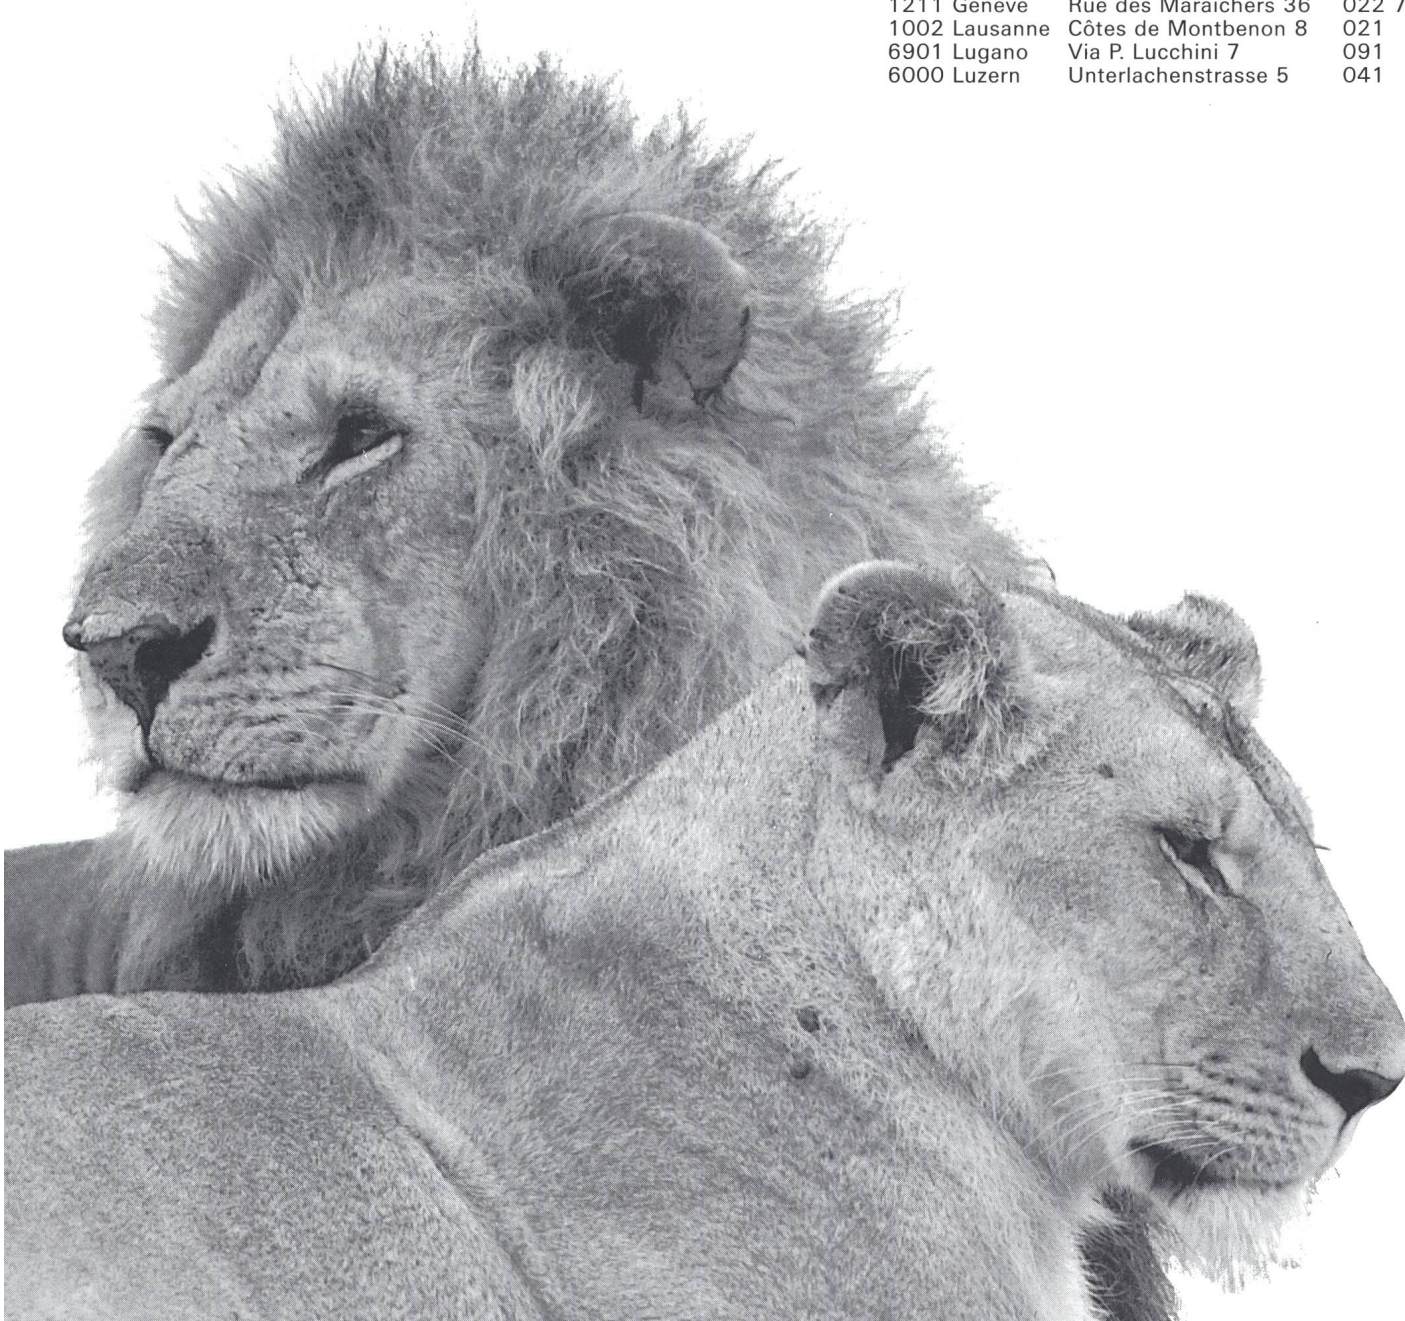 1211 Genève Rue des Maraîchers 36 022 7
1002 Lausanne Côtes de Montbenon 8 021
6901 Lugano Via P. Lucchini 7 091
6000 Luzern Unterlachenstrasse 5 041